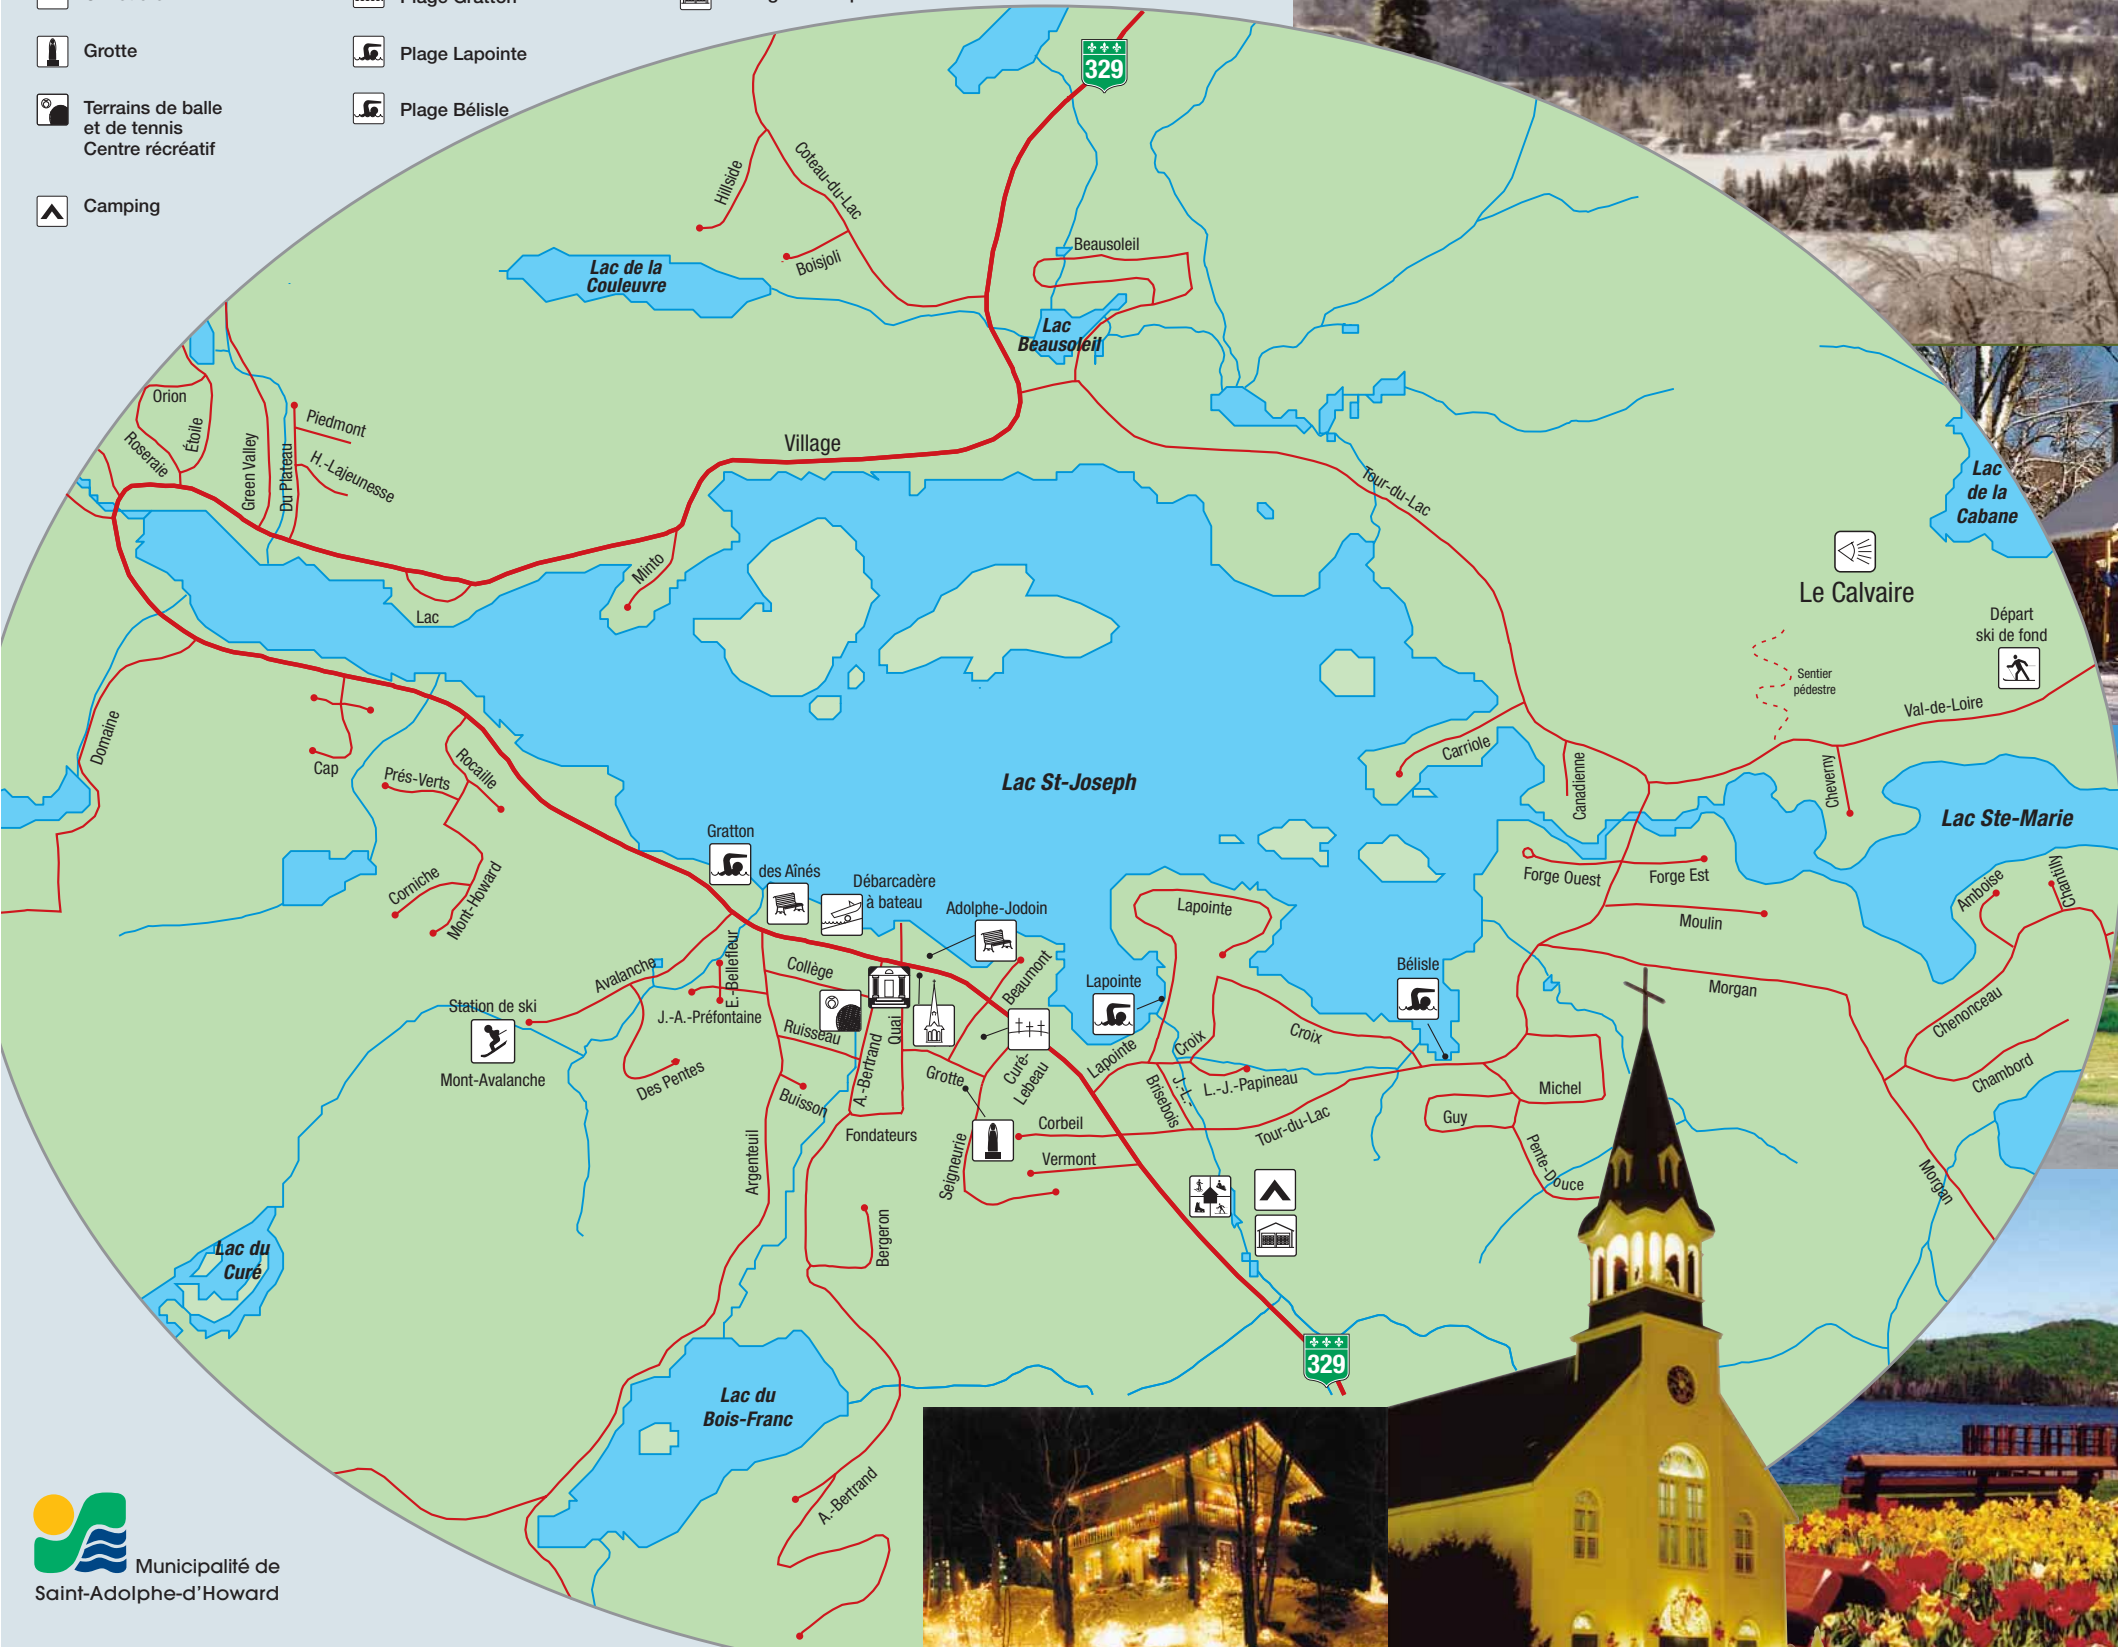 Plage Gratton
Grotte
Plage Lapointe
Terrains de balle
et de tennis
Centre récréatif
Plage Bélisle
Camping
329
Hillside
Coteau-du-Lac
Boisjoli
Beausoleil
Lac de la
Couleuvre
Lac
Beausoleil
Orion
Étoile
Roseraie
Green Valley
Du Plateau
Piedmont
H.-Lajeunesse
Village
Tour-du-Lac
Lac
de la
Cabane
Minto
Lac
Le Calvaire
Départ
ski de fond
Sentier
pédestre
Val-de-Loire
Domaine
Cap
Prés-Verts
Rocaille
Corniche
Mont-Howard
Lac St-Joseph
Carriole
Canadienne
Cheverny
Lac Ste-Marie
Gratton
des Aînés
Débarcadère
à bateau
Adolphe-Jodoin
Lapointe
Forge Ouest
Forge Est
Moulin
Amboise
Chantilly
Avalanche
E.-Bellefleur
Collège
Beaumont
Lapointe
Bélisle
Morgan
Station de ski
Mont-Avalanche
J.-A.-Préfontaine
Ruisseau
Quai
A.-Bertrand
Des Pentes
Buisson
Grotte
Curé-
Lebeau
Lapointe
Croix
Croix
Brisebois
J.-L.-
L.-J.-Papineau
Chenonceau
Chambord
Michel
Guy
Pente-Douce
Tour-du-Lac
Corbeil
Vermont
Fondateurs
Seigneurie
Argenteuil
Bergeron
Morgan
Lac du
Curé
329
Lac du
Bois-Franc
A.-Bertrand
Municipalité de
Saint-Adolphe-d'Howard